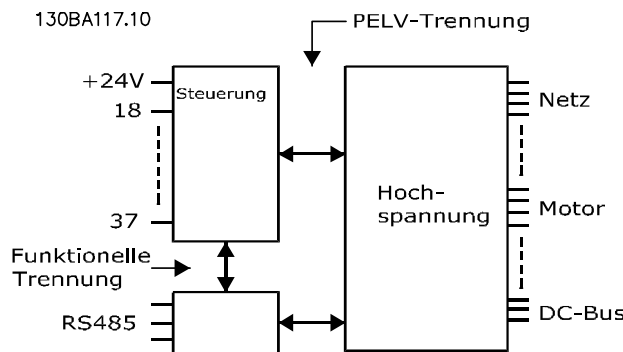 130BA117.10
PELV-Trennung
+24V
18
37
Steuerung
Hoch-
spannung
Netz
Motor
DC-Bus
Funktionelle
Trennung
RS485